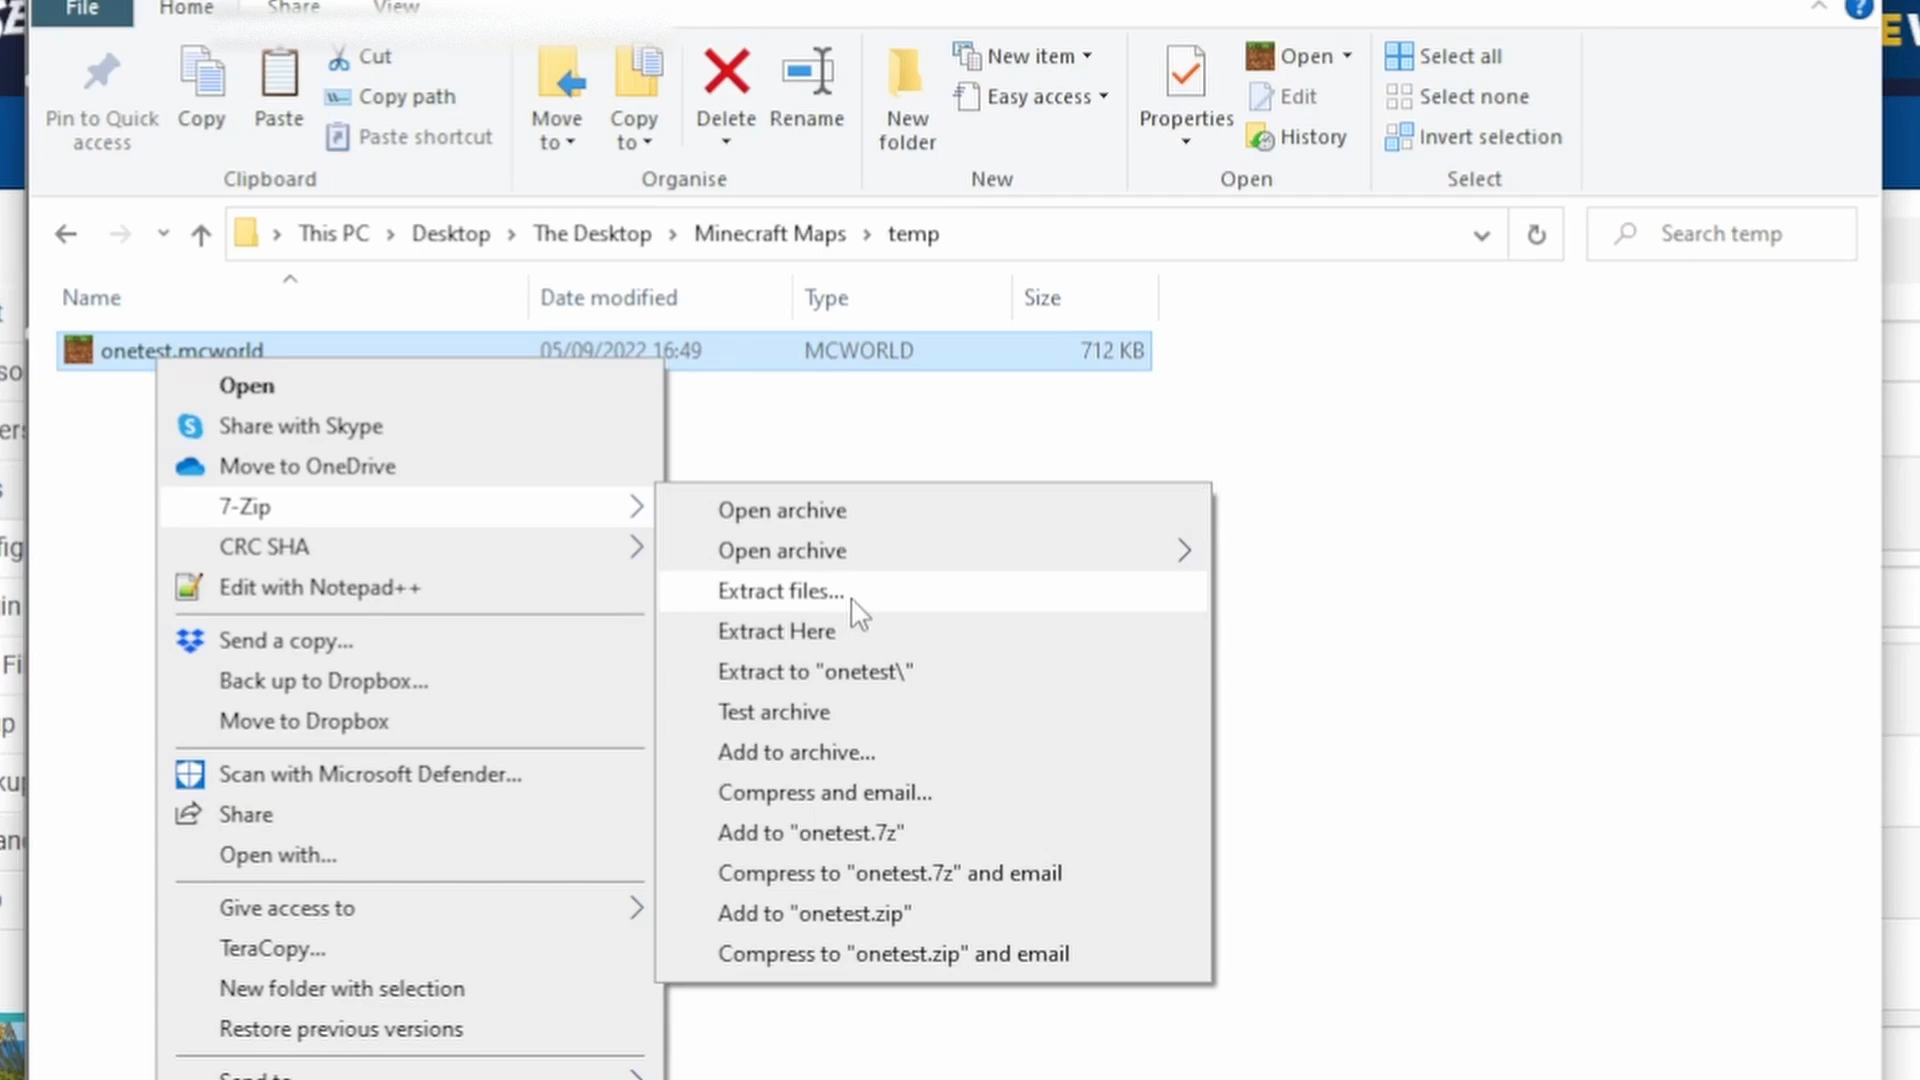 File Home Share View
Pin to Quick access
Copy
Paste
Cut
Copy path
Paste shortcut
Clipboard
Move to
Copy to
Delete
Rename
Organise
New folder
New item
Easy access
New
Properties
Open
Edit
History
Open
Select all
Select none
Invert selection
Select
This PC > Desktop > The Desktop > Minecraft Maps > temp
Search temp
Name Date modified Type Size
onetest.mcworld 05/09/2022 16:49 MCWORLD 712 KB
Open
Share with Skype
Move to OneDrive
7-Zip
CRC SHA
Edit with Notepad++
Send a copy...
Back up to Dropbox...
Move to Dropbox
Scan with Microsoft Defender...
Share
Open with...
Give access to
TeraCopy...
New folder with selection
Restore previous versions
Send to
Open archive
Open archive
Extract files...
Extract Here
Extract to "onetest\"
Test archive
Add to archive...
Compress and email...
Add to "onetest.7z"
Compress to "onetest.7z" and email
Add to "onetest.zip"
Compress to "onetest.zip" and email